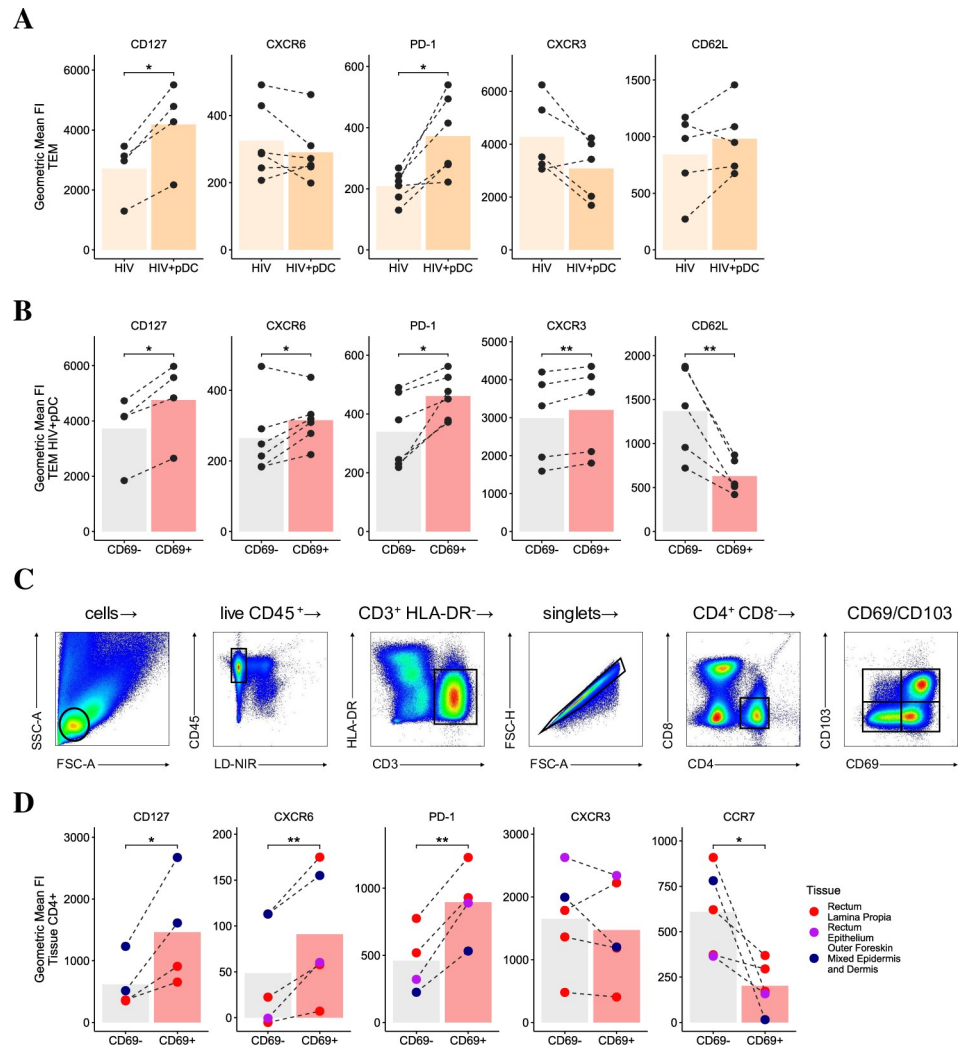 A
CD127 CXCR6 PD-1 CXCR3 CD62L
Geometric Mean FI
TEM
6000
4000
2000
0
*
HIV HIV+pDC
400
200
0
HIV HIV+pDC
600
400
200
0
*
HIV HIV+pDC
6000
4000
2000
0
HIV HIV+pDC
1500
1000
500
0
HIV HIV+pDC
B
CD127 CXCR6 PD-1 CXCR3 CD62L
Geometric Mean FI
TEM HIV+pDC
6000
4000
2000
0
*
CD69- CD69+
400
200
0
*
CD69- CD69+
600
400
200
0
*
CD69- CD69+
4000
3000
2000
1000
0
**
CD69- CD69+
2000
1500
1000
500
0
**
CD69- CD69+
C
cells→ live CD45+→ CD3+ HLA-DR-→ singlets→ CD4+ CD8-→ CD69/CD103
SSC-A
FSC-A
CD45
LD-NIR
HLA-DR
CD3
FSC-H
FSC-A
CD8
CD4
CD103
CD69
D
CD127 CXCR6 PD-1 CXCR3 CCR7
Geometric Mean FI
Tissue CD4+
3000
2000
1000
0
*
CD69- CD69+
200
150
100
50
0
**
CD69- CD69+
1000
500
0
**
CD69- CD69+
3000
2000
1000
0
CD69- CD69+
1000
750
500
250
0
*
CD69- CD69+
Tissue
Rectum
Lamina Propia
Rectum
Epithelium
Outer Foreskin
Mixed Epidermis
and Dermis